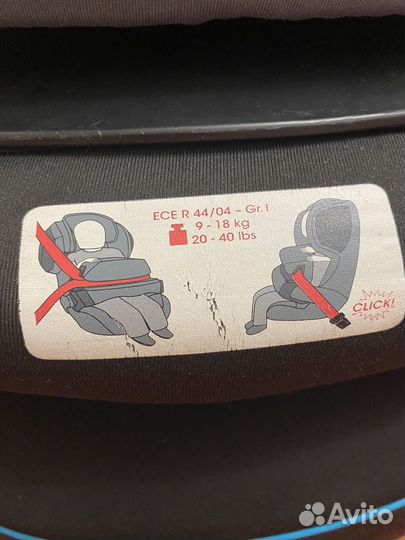 ECE R 44/04 - Gr. I
9 - 18 kg
20 - 40 lbs
CLICK!
Avito